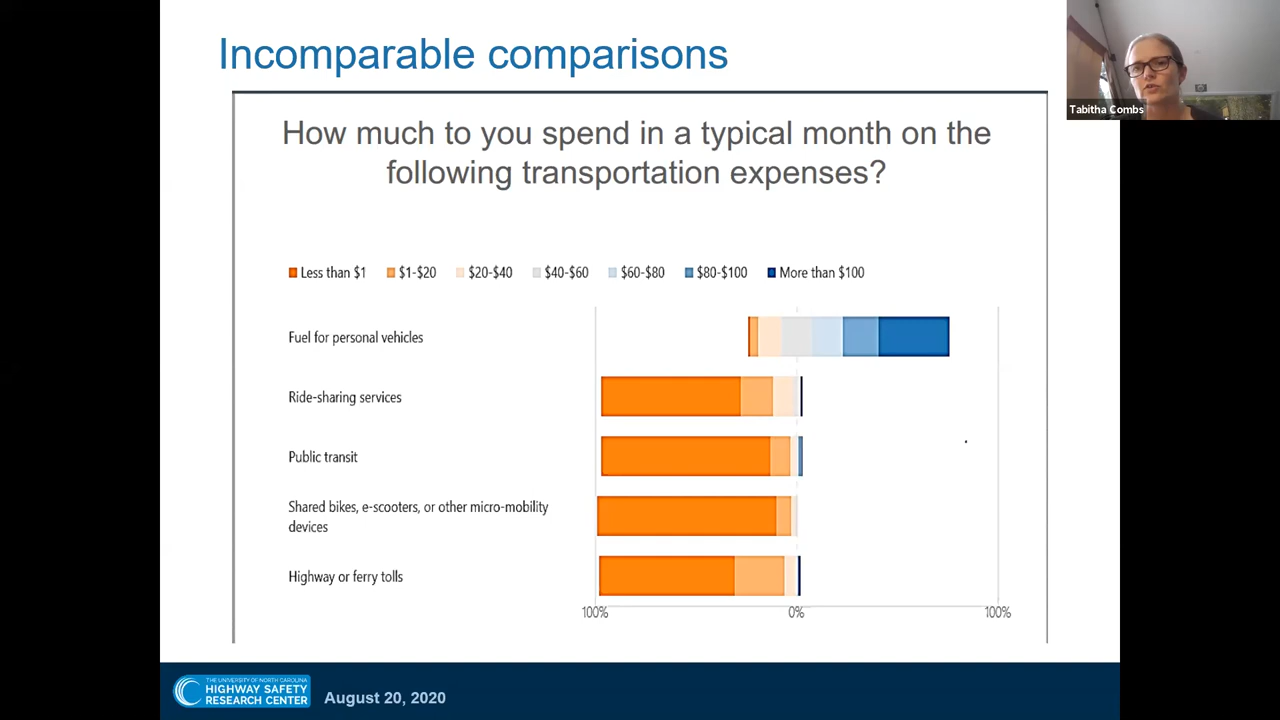 Incomparable comparisons
Tabitha Combs
How much to you spend in a typical month on the
following transportation expenses?
Less than $1 $1-$20 $20-$40 $40-$60 $60-$80 $80-$100 More than $100
Fuel for personal vehicles
Ride-sharing services
Public transit
Shared bikes, e-scooters, or other micro-mobility
devices
Highway or ferry tolls
100% 0% 100%
THE UNIVERSITY OF NORTH CAROLINA
HIGHWAY SAFETY
RESEARCH CENTER
August 20, 2020